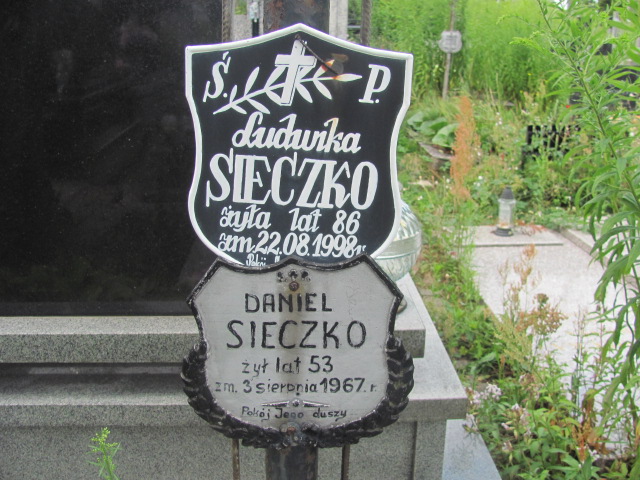 Ś. P.
Ludwika
SIECZKO
żyła lat 86
zm. 22.08.1998 r.
Pokój
DANIEL
SIECZKO
żył lat 53
zm. 3 sierpnia 1967. r.
Pokój Jego duszy